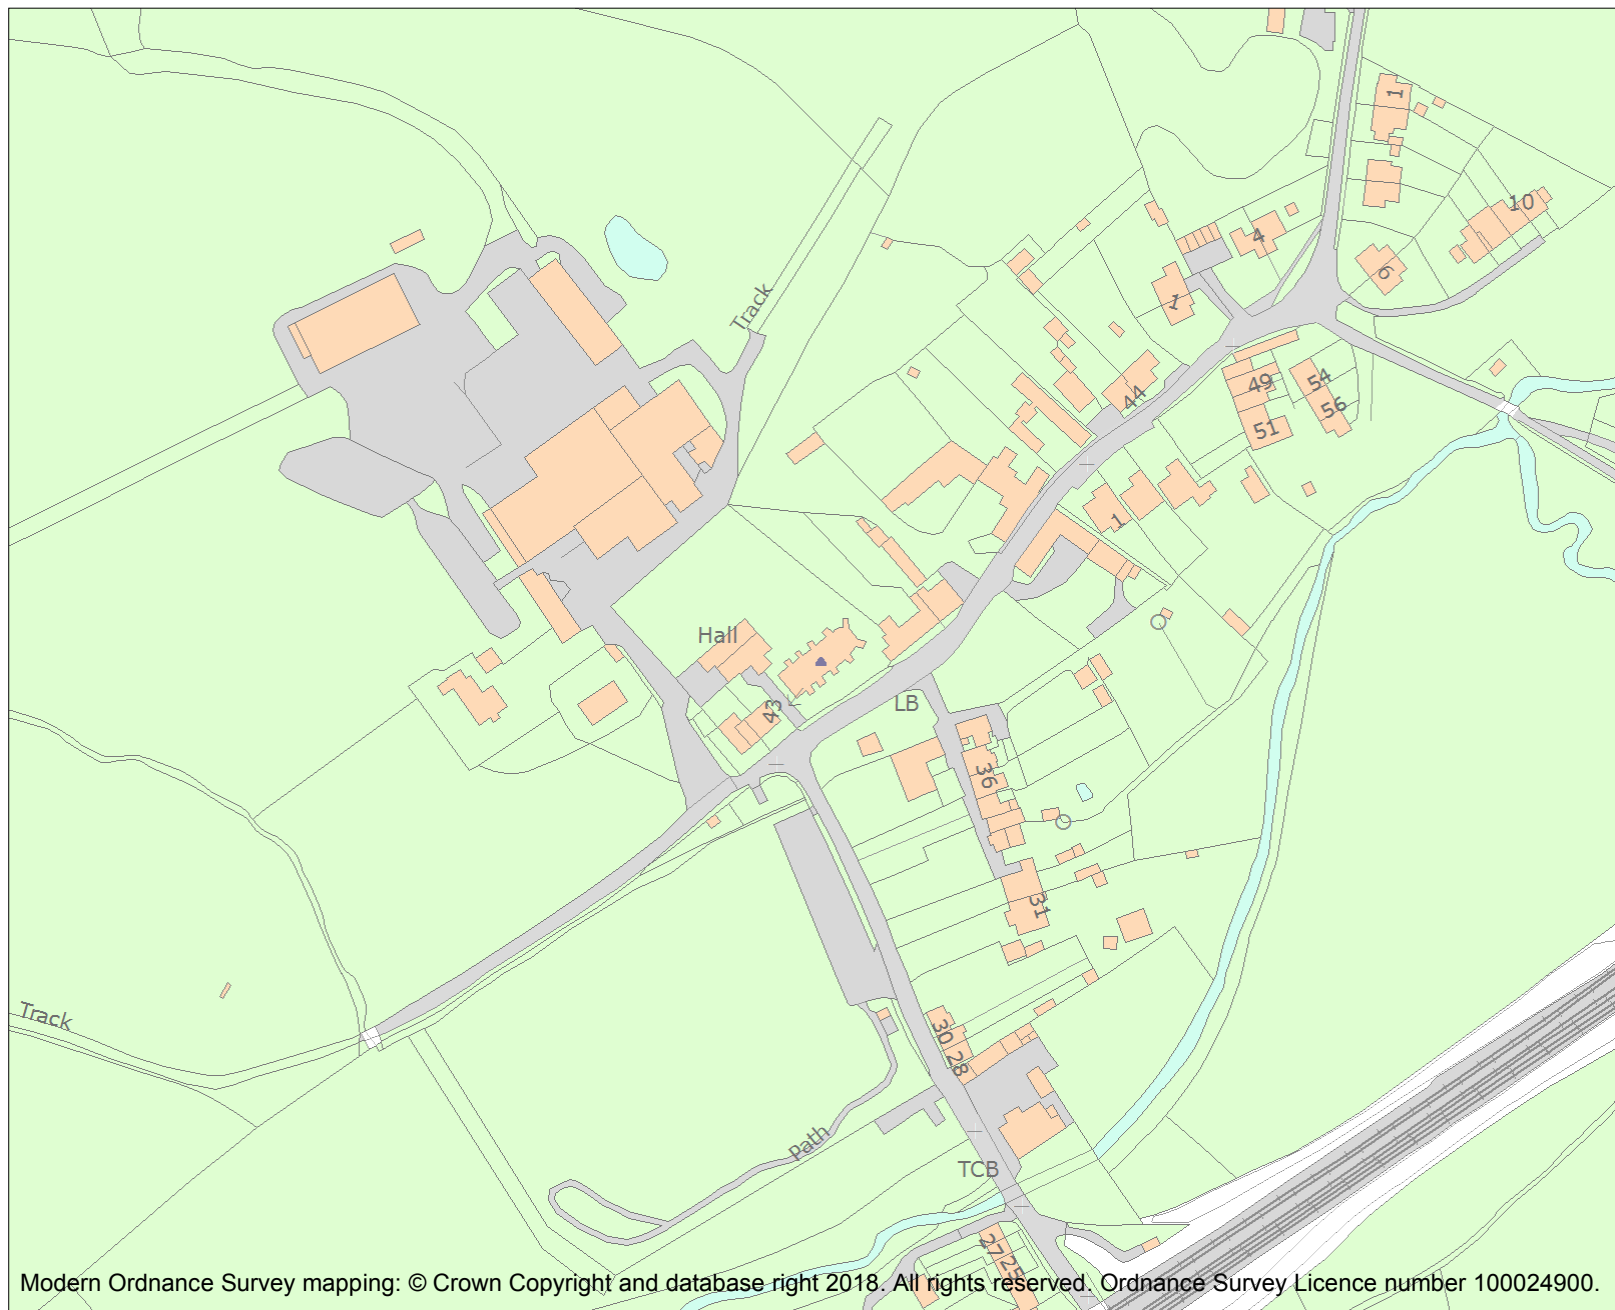 1
10
4
6
1
Track
44
49
54
56
51
1
Hall
43
LB
36
31
Track
30
28
Path
TCB
27
25
Modern Ordnance Survey mapping: © Crown Copyright and database right 2018. All rights reserved. Ordnance Survey Licence number 100024900.